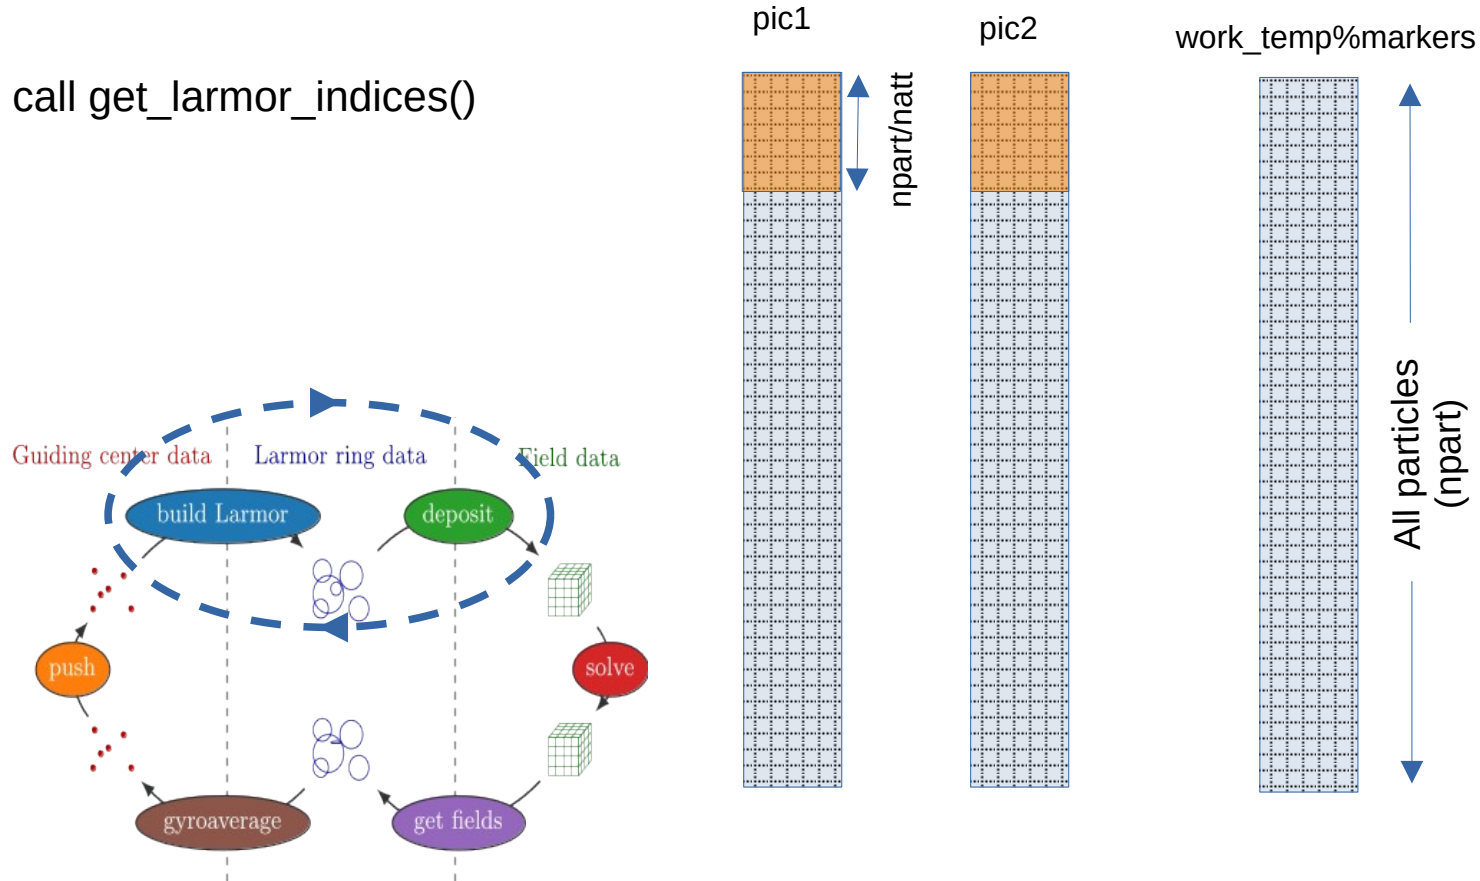 pic1
pic2
work_temp%markers
call get_larmor_indices()
npart/natt
All particles
(npart)
Guiding center data
Larmor ring data
Field data
build Larmor
deposit
push
solve
gyroaverage
get fields